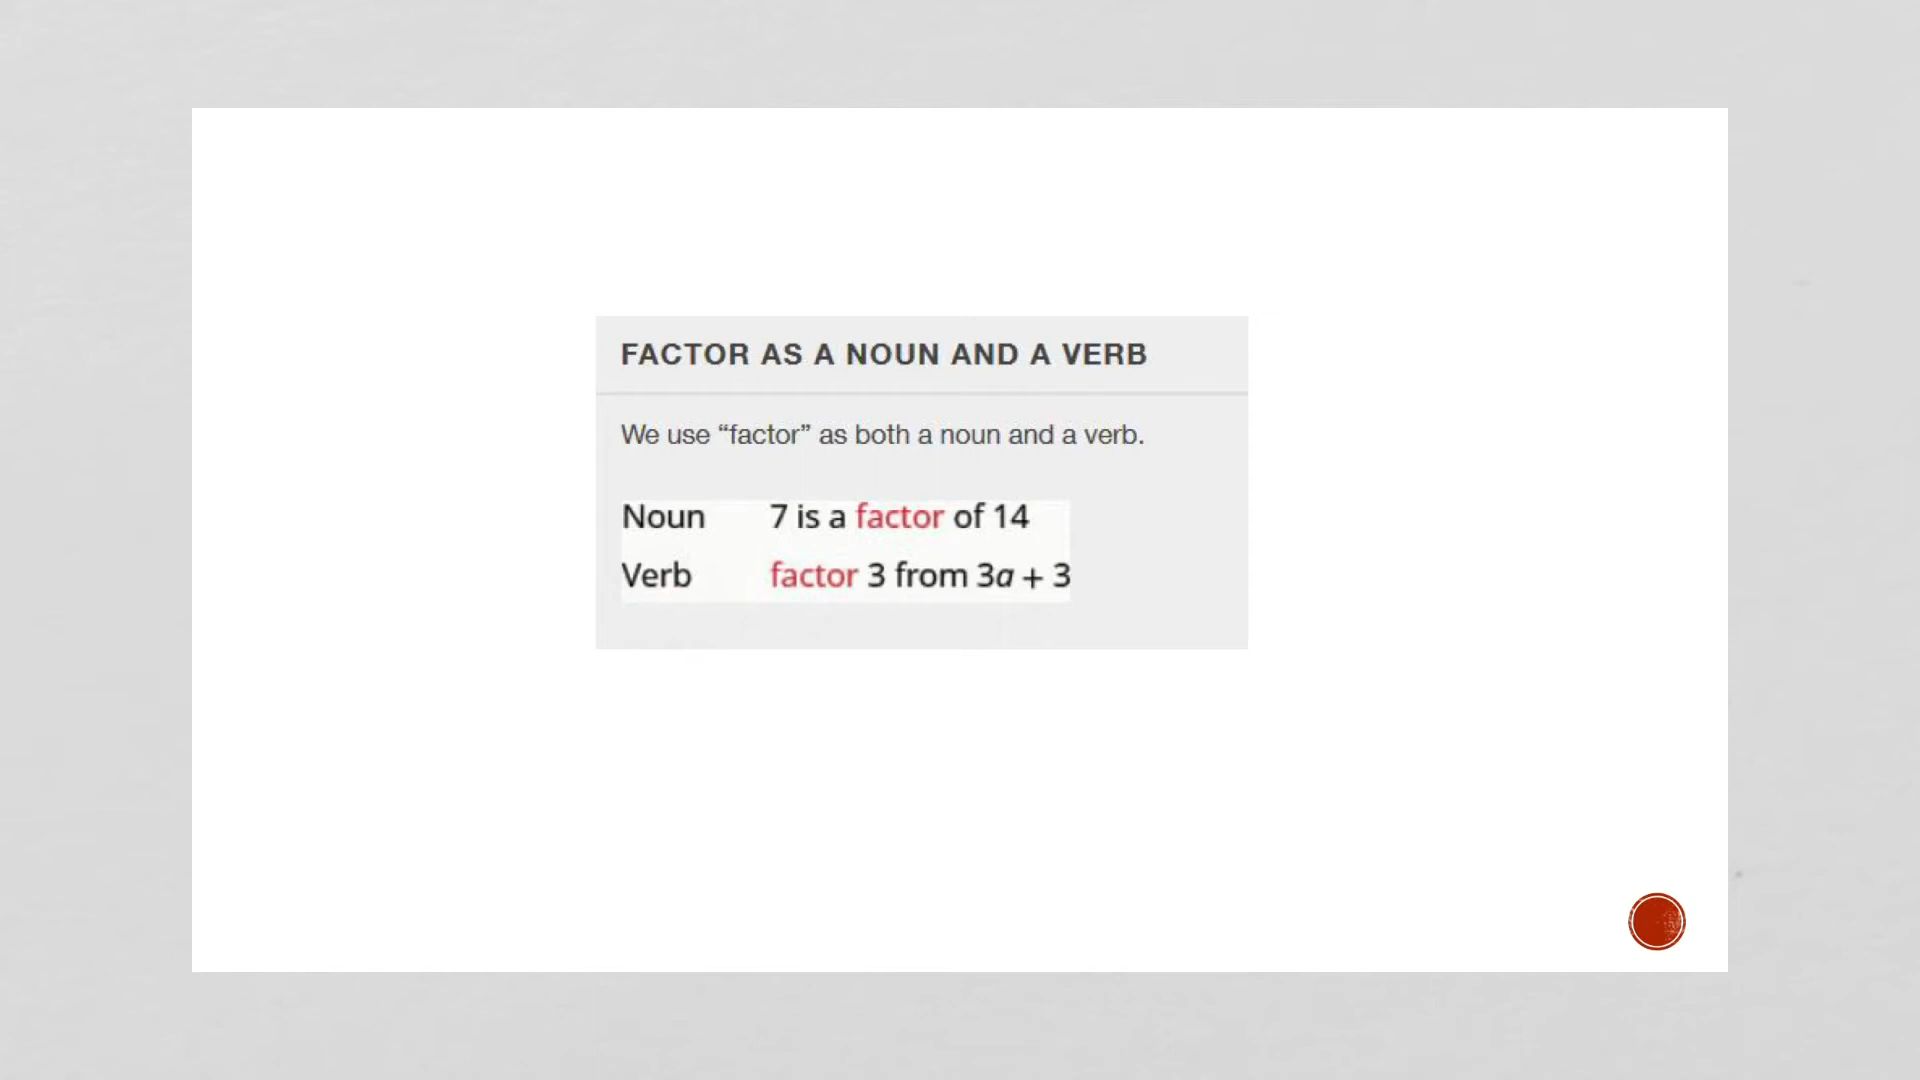 FACTOR AS A NOUN AND A VERB
We use “factor” as both a noun and a verb.
Noun 7 is a factor of 14
Verb factor 3 from 3a + 3